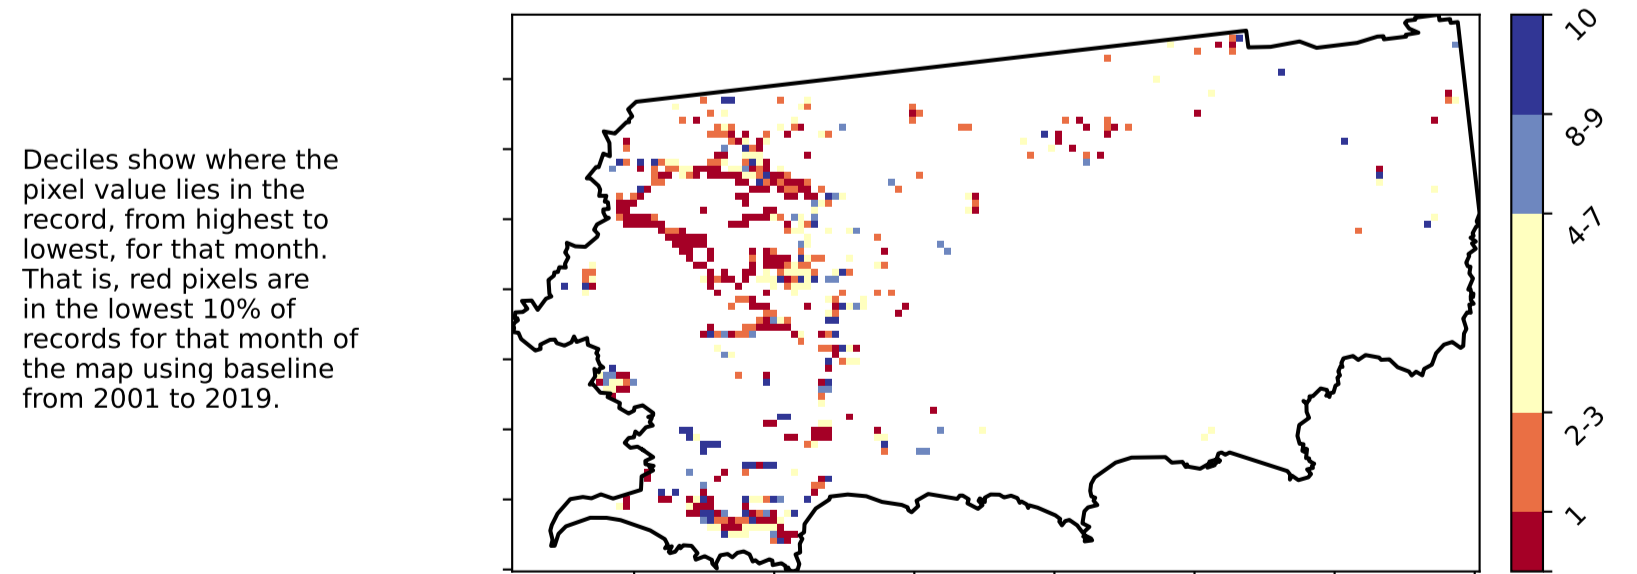 Deciles show where the
pixel value lies in the
record, from highest to
lowest, for that month.
That is, red pixels are
in the lowest 10% of
records for that month of
the map using baseline
from 2001 to 2019.
10
8-9
4-7
2-3
1